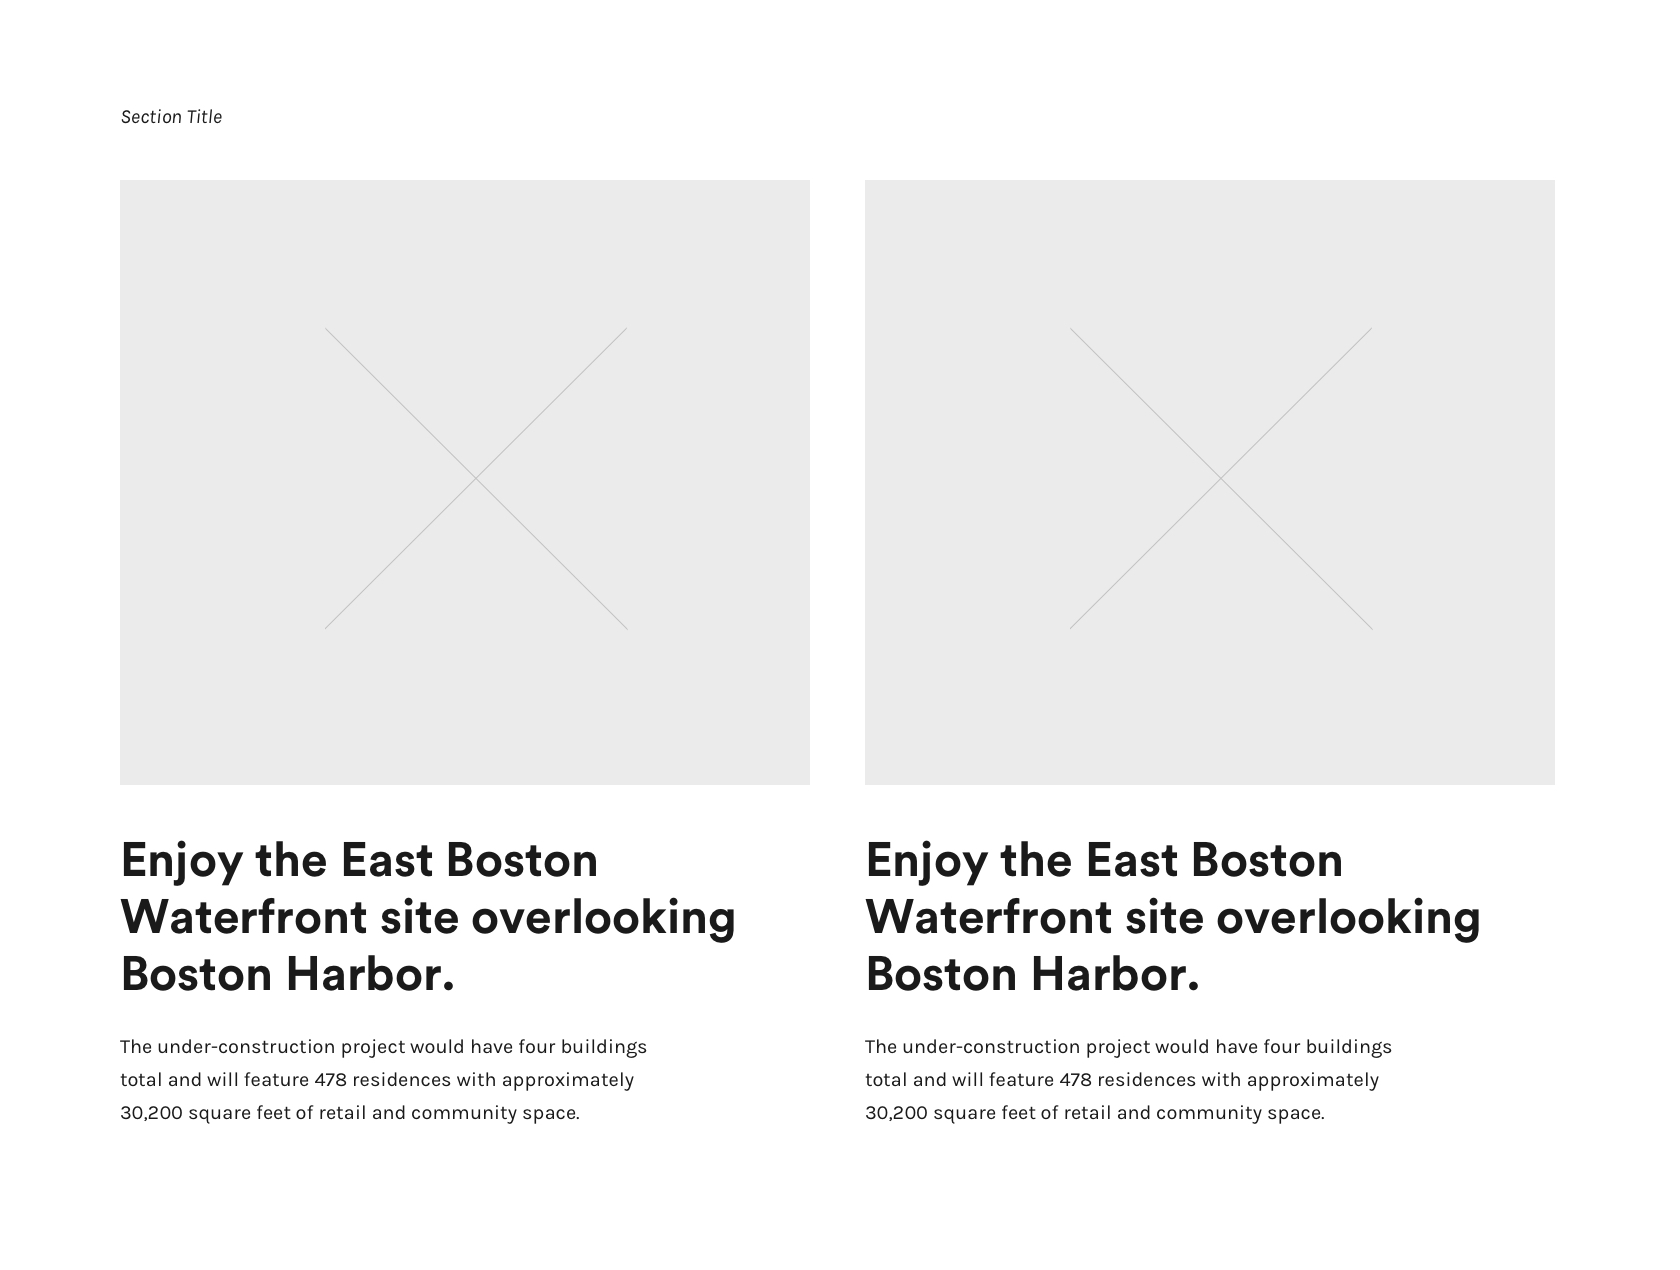 Section Title
Enjoy the East Boston
Waterfront site overlooking
Boston Harbor.
The under-construction project would have four buildings
total and will feature 478 residences with approximately
30,200 square feet of retail and community space.
Enjoy the East Boston
Waterfront site overlooking
Boston Harbor.
The under-construction project would have four buildings
total and will feature 478 residences with approximately
30,200 square feet of retail and community space.